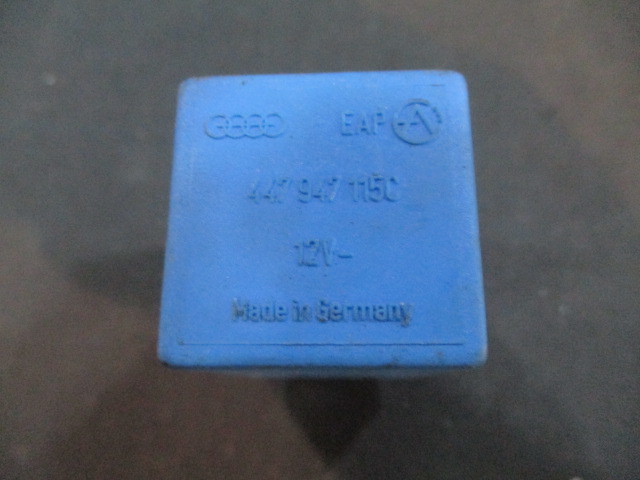 EAP
447 947 115C
12V-
Made in Germany